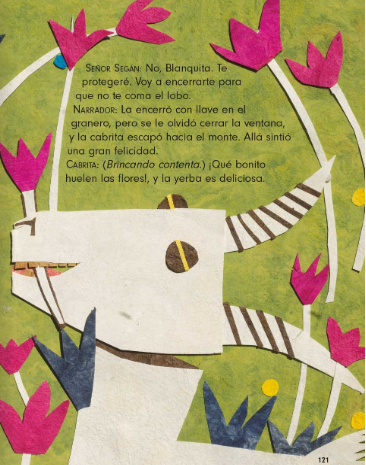 SEÑOR SEGÁN: No, Blanquita. Te
protegeré. Voy a encerrarte para
que no te coma el lobo.
NARRADOR: La encerró con llave en el
granero, pero se le olvidó cerrar la ventana,
y la cabrita escapó hacia el monte. Allá sintió
una gran felicidad.
CABRITA: (Brincando contenta.) ¡Qué bonito
huelen las flores!, y la yerba es deliciosa.
121